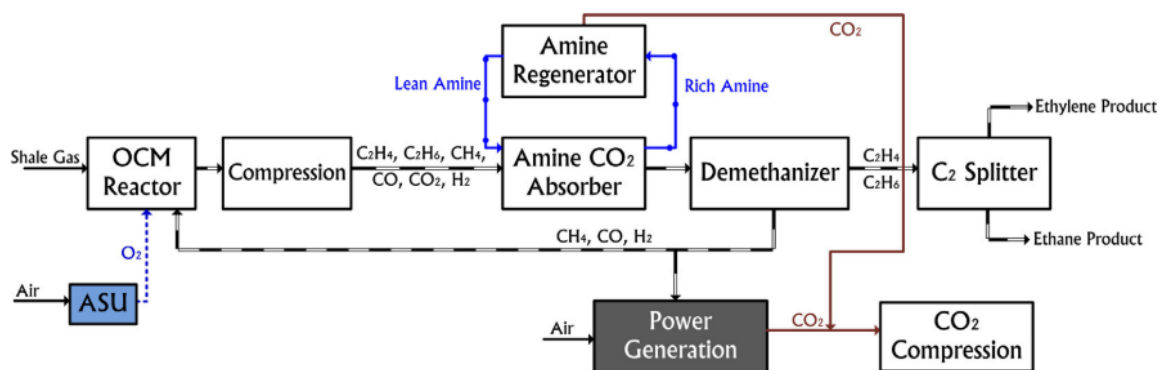 CO₂
Amine
Regenerator
Lean Amine
Rich Amine
Ethylene Product
Shale Gas
OCM
Reactor
Compression
C₂H₄, C₂H₆, CH₄,
CO, CO₂, H₂
Amine CO₂
Absorber
Demethanizer
C₂H₄
C₂H₆
C₂ Splitter
Ethane Product
CH₄, CO, H₂
O₂
Air
ASU
Air
Power
Generation
CO₂
CO₂
Compression